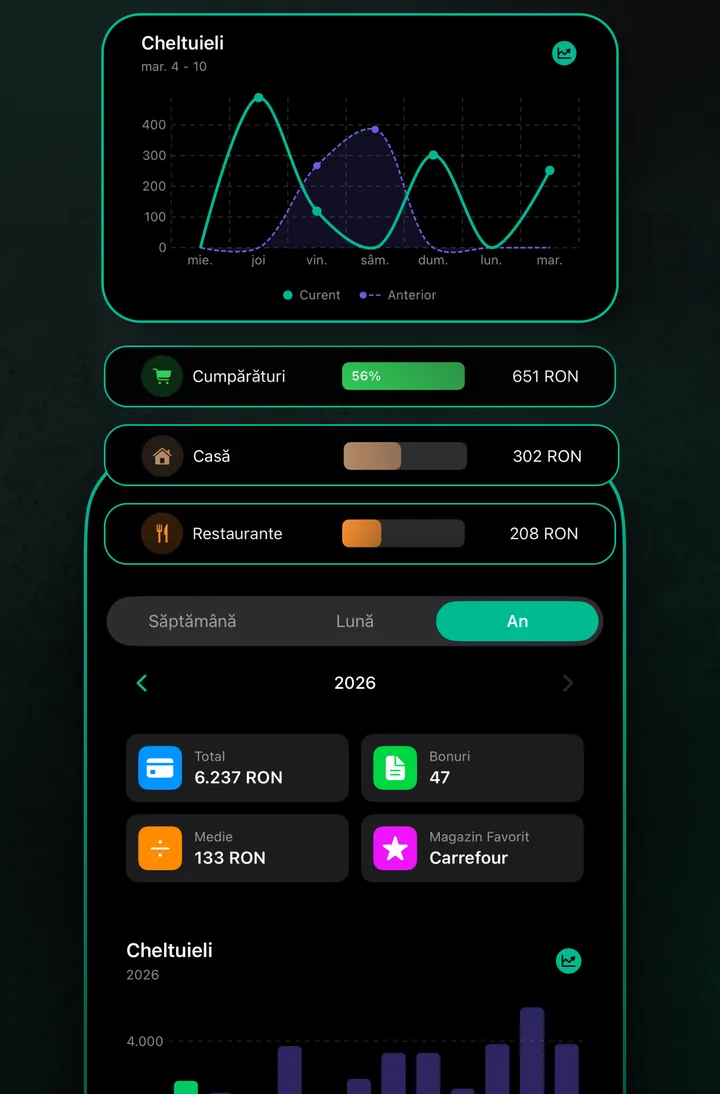 Cheltuieli
mar. 4 - 10
400
300
200
100
0
mie. joi vin. sâm. dum. lun. mar.
Curent Anterior
Cumpărături 56% 651 RON
Casă 302 RON
Restaurante 208 RON
Săptămână Lună An
2026
Total
6.237 RON
Bonuri
47
Medie
133 RON
Magazin Favorit
Carrefour
Cheltuieli
2026
4.000